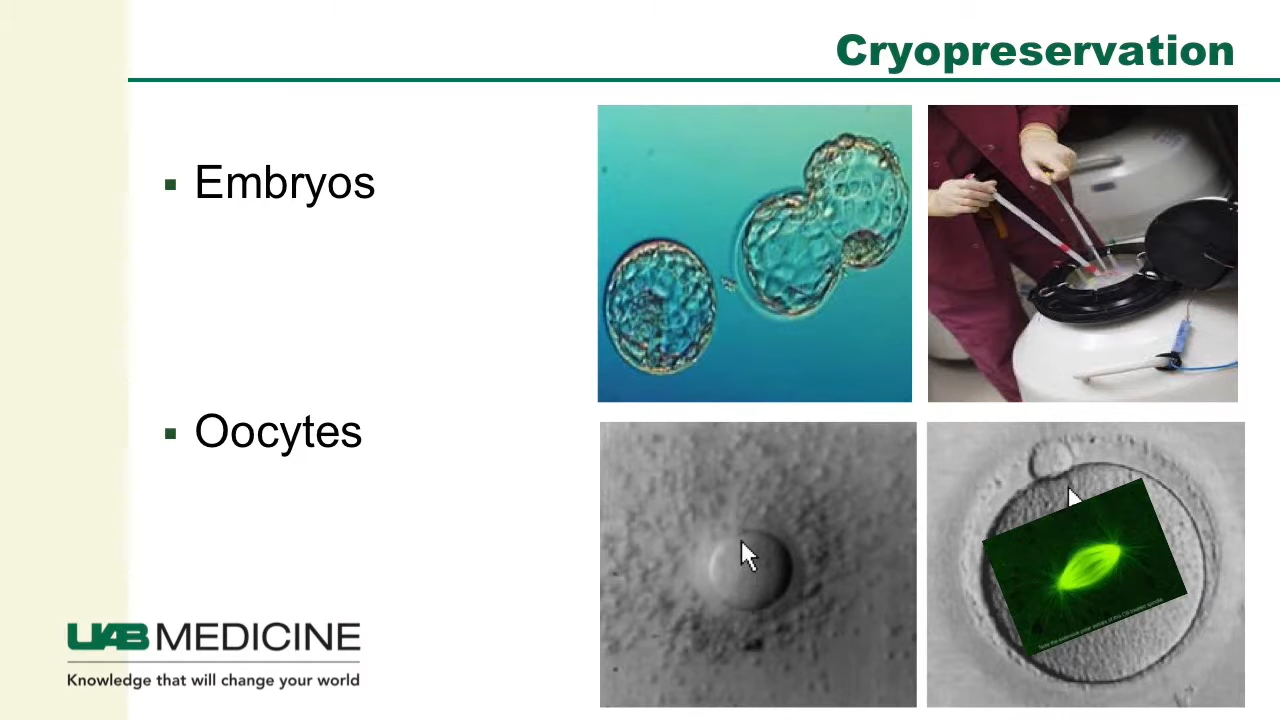 Cryopreservation
▪ Embryos
▪ Oocytes
UAB MEDICINE
Knowledge that will change your world